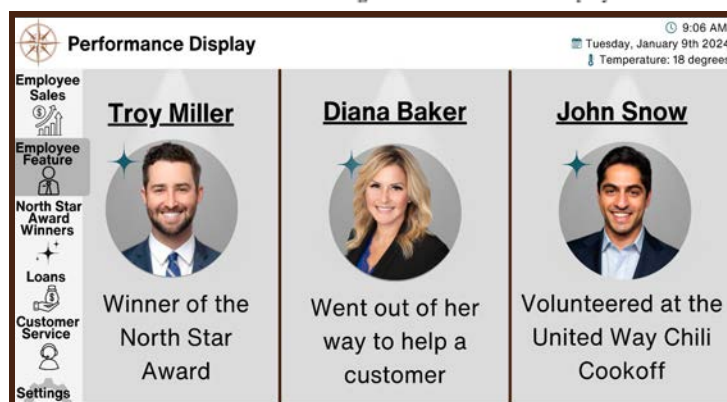 Performance Display
9:06 AM
Tuesday, January 9th 2024
Temperature: 18 degrees
Employee
Sales
Employee
Feature
North Star
Award
Winners
Loans
Customer
Service
Settings
Troy Miller
Winner of the
North Star
Award
Diana Baker
Went out of her
way to help a
customer
John Snow
Volunteered at the
United Way Chili
Cookoff